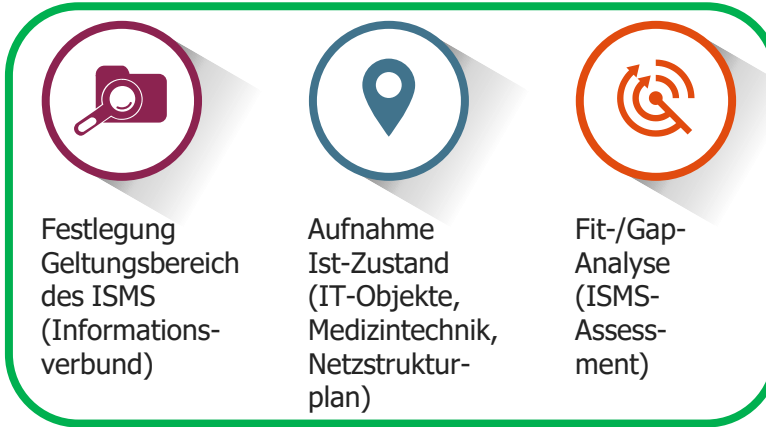 Festlegung
Geltungsbereich
des ISMS
(Informations-
verbund)
Aufnahme
Ist-Zustand
(IT-Objekte,
Medizintechnik,
Netzstruktur-
plan)
Fit-/Gap-
Analyse
(ISMS-
Assess-
ment)